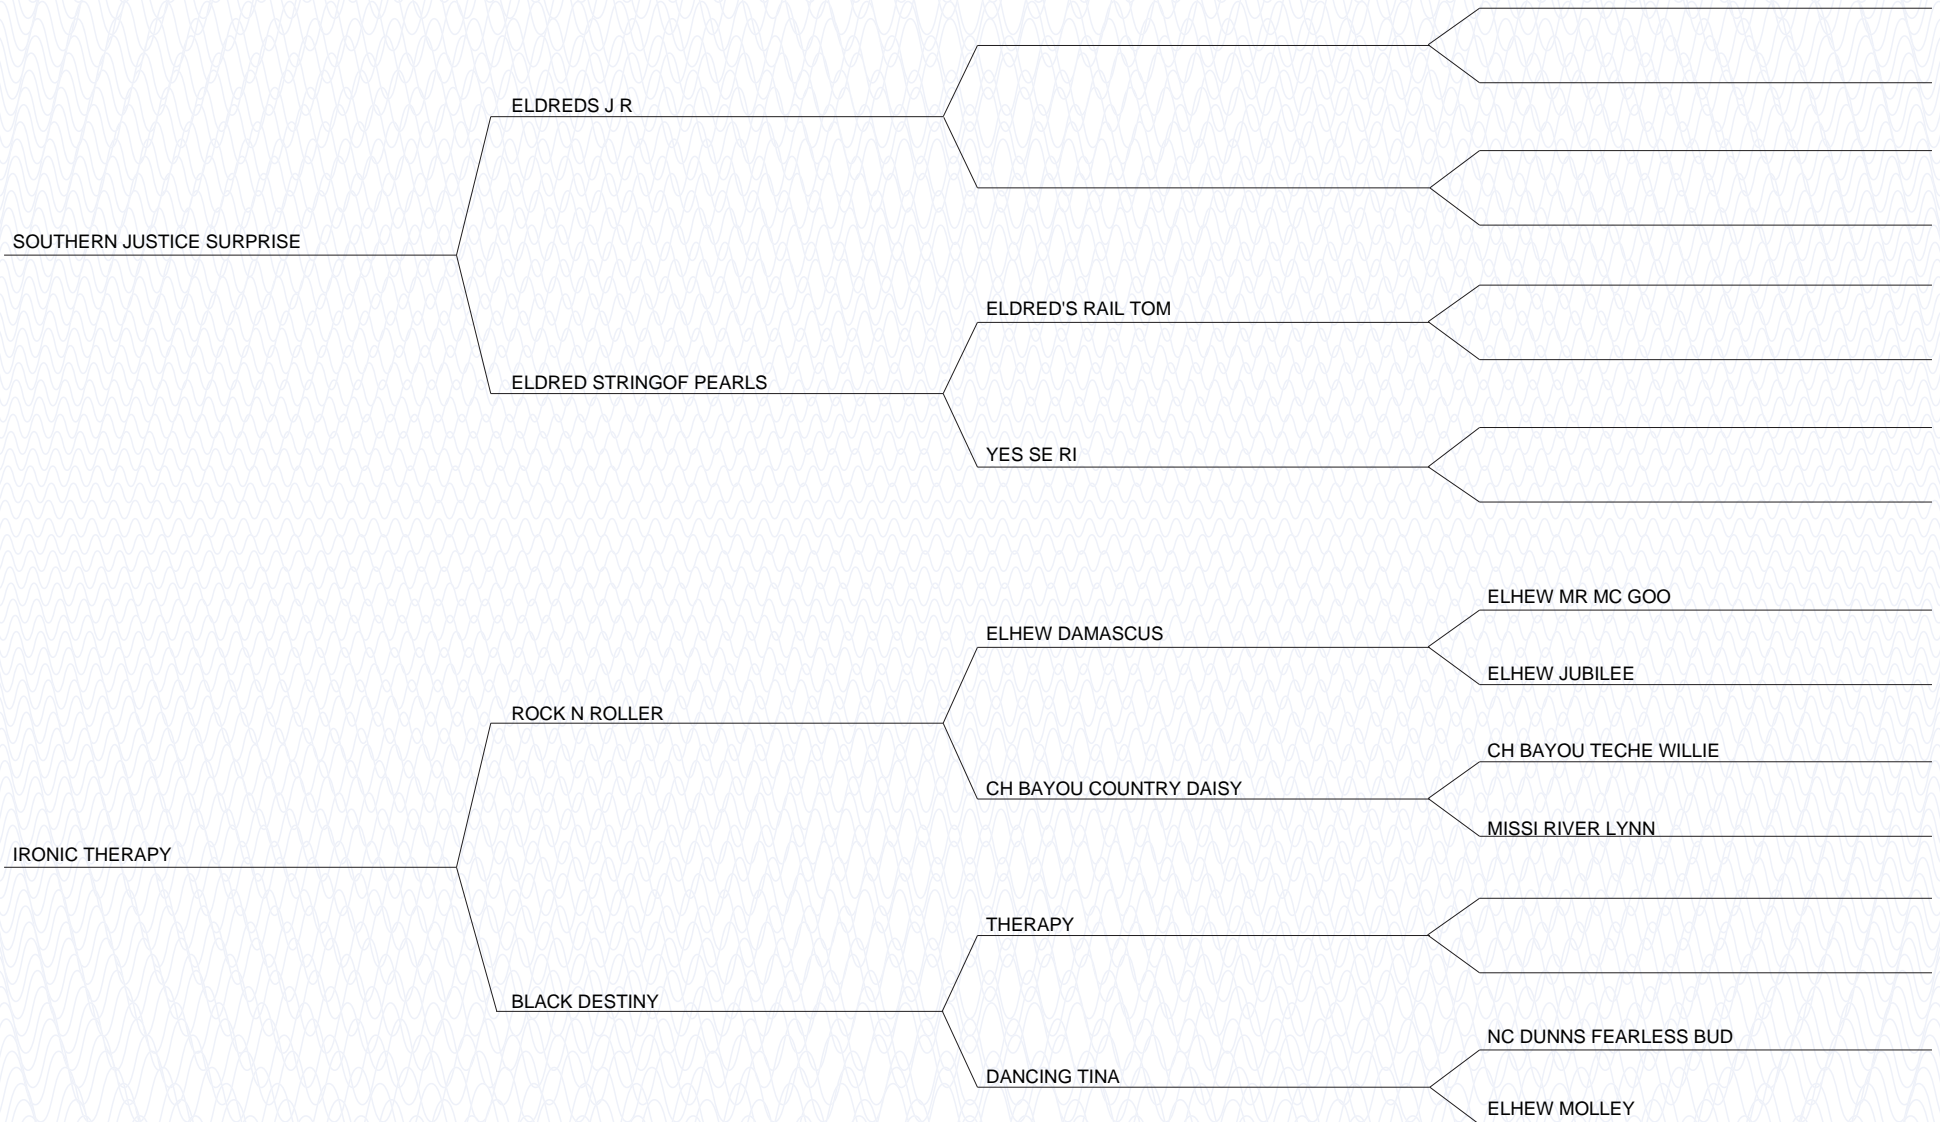 ELDREDS J R
SOUTHERN JUSTICE SURPRISE
ELDRED'S RAIL TOM
ELDRED STRINGOF PEARLS
YES SE RI
ELHEW MR MC GOO
ELHEW DAMASCUS
ELHEW JUBILEE
ROCK N ROLLER
CH BAYOU TECHE WILLIE
CH BAYOU COUNTRY DAISY
MISSI RIVER LYNN
IRONIC THERAPY
THERAPY
BLACK DESTINY
NC DUNNS FEARLESS BUD
DANCING TINA
ELHEW MOLLEY